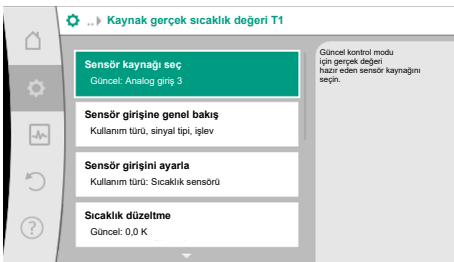 ..▸ Kaynak gerçek sıcaklık değeri T1
Sensör kaynağı seç
Güncel: Analog giriş 3
Sensör girişine genel bakış
Kullanım türü, sinyal tipi, işlev
Sensör girişini ayarla
Kullanım türü: Sıcaklık sensörü
Sıcaklık düzeltme
Güncel: 0,0 K
Güncel kontrol modu
için gerçek değeri
hazır eden sensör kaynağını
seçin.